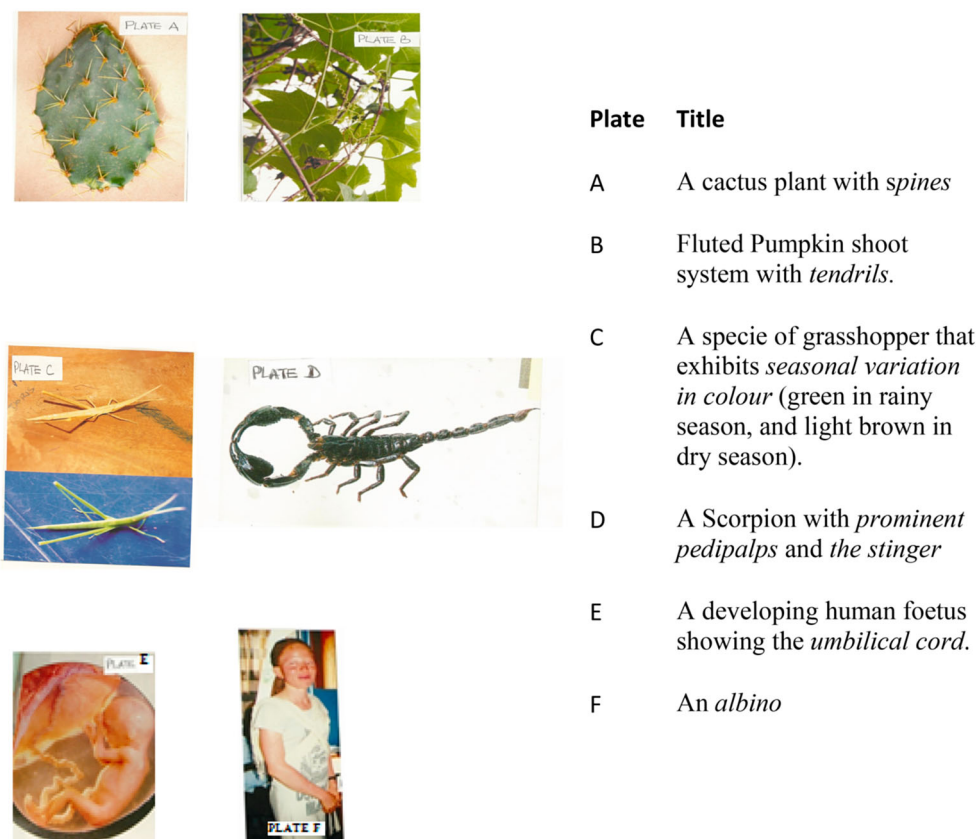 PLATE A
PLATE B
Plate Title
A A cactus plant with spines
B Fluted Pumpkin shoot
system with tendrils.
PLATE C
PLATE D
C A specie of grasshopper that
exhibits seasonal variation
in colour (green in rainy
season, and light brown in
dry season).
D A Scorpion with prominent
pedipalps and the stinger
PLATE E
E A developing human foetus
showing the umbilical cord.
F An albino
PLATE F